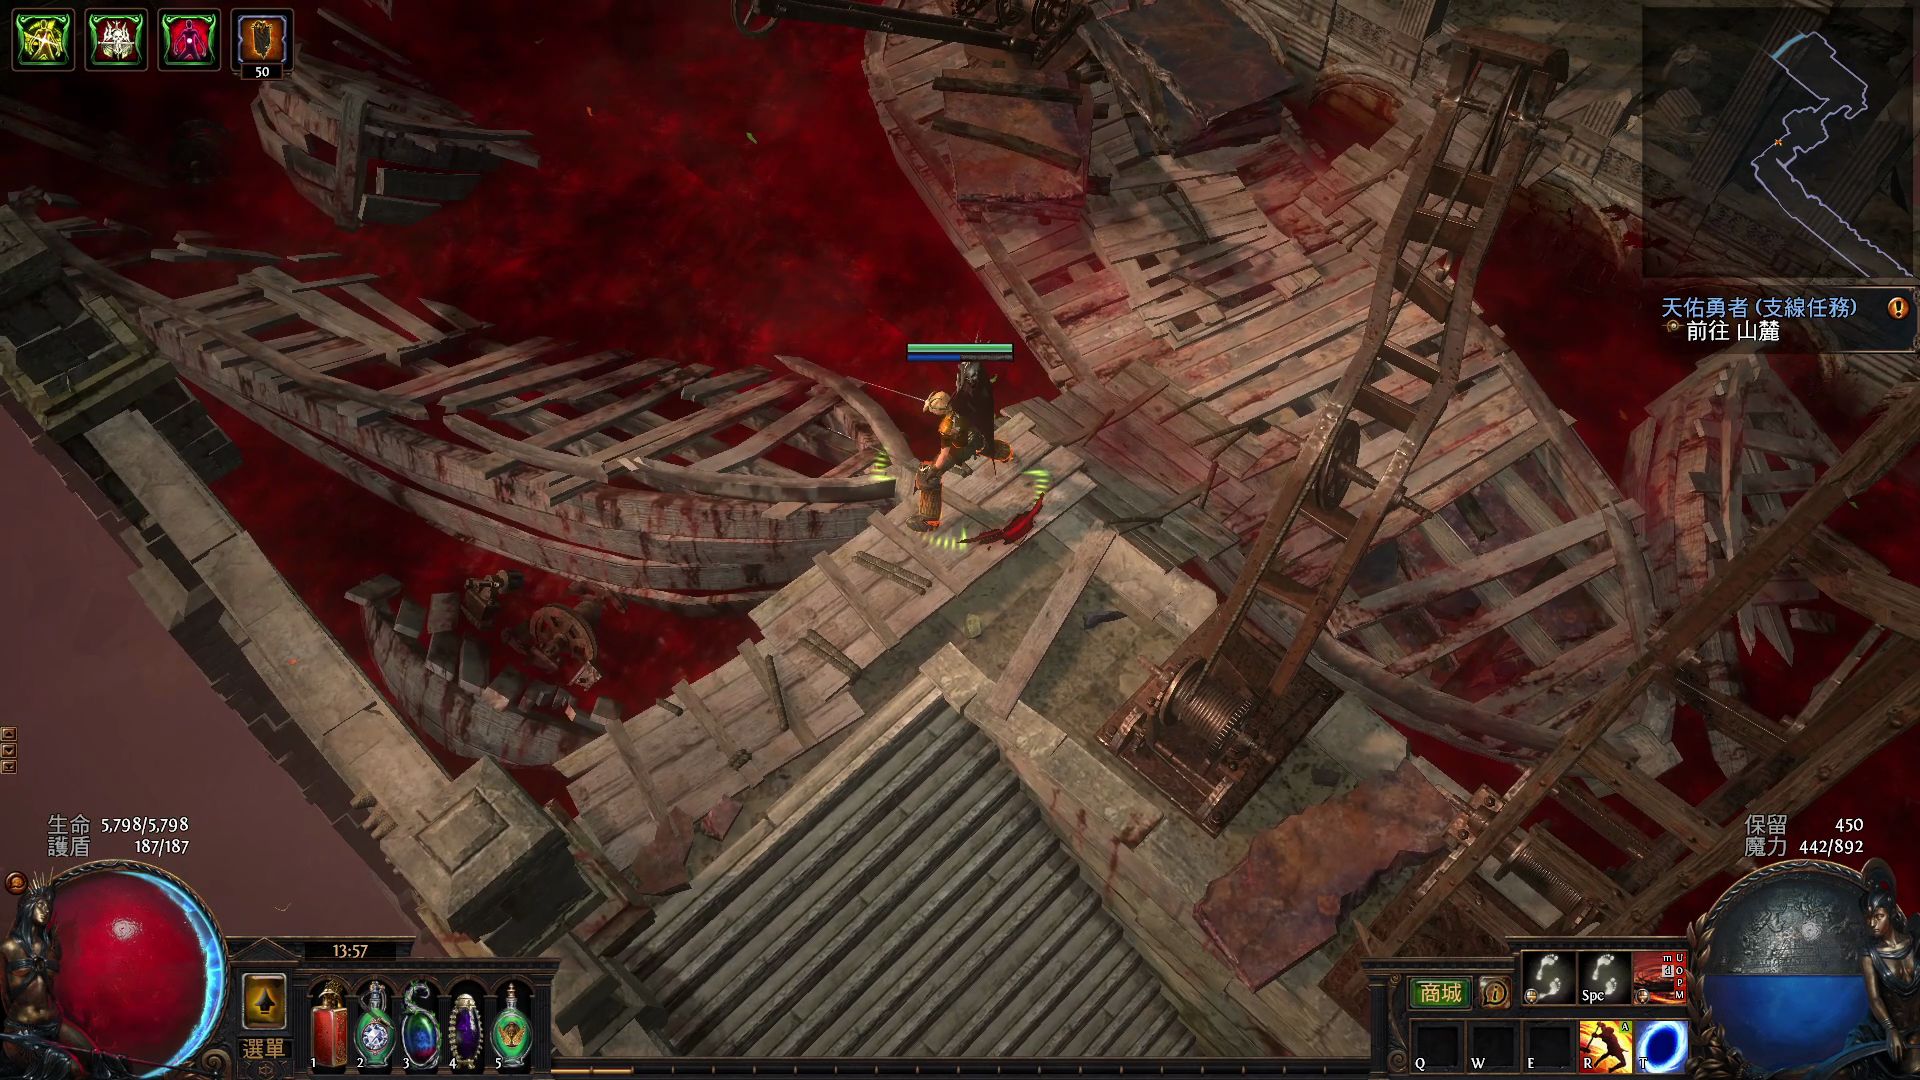 50
天佑勇者 (支線任務)
前往 山麓
生命 5,798/5,798
護盾 187/187
保留 450
魔力 442/892
13:57
選單
1
2
3
4
5
商城
Spc
m U
d O
P
M
Q
W
E
R
A
T